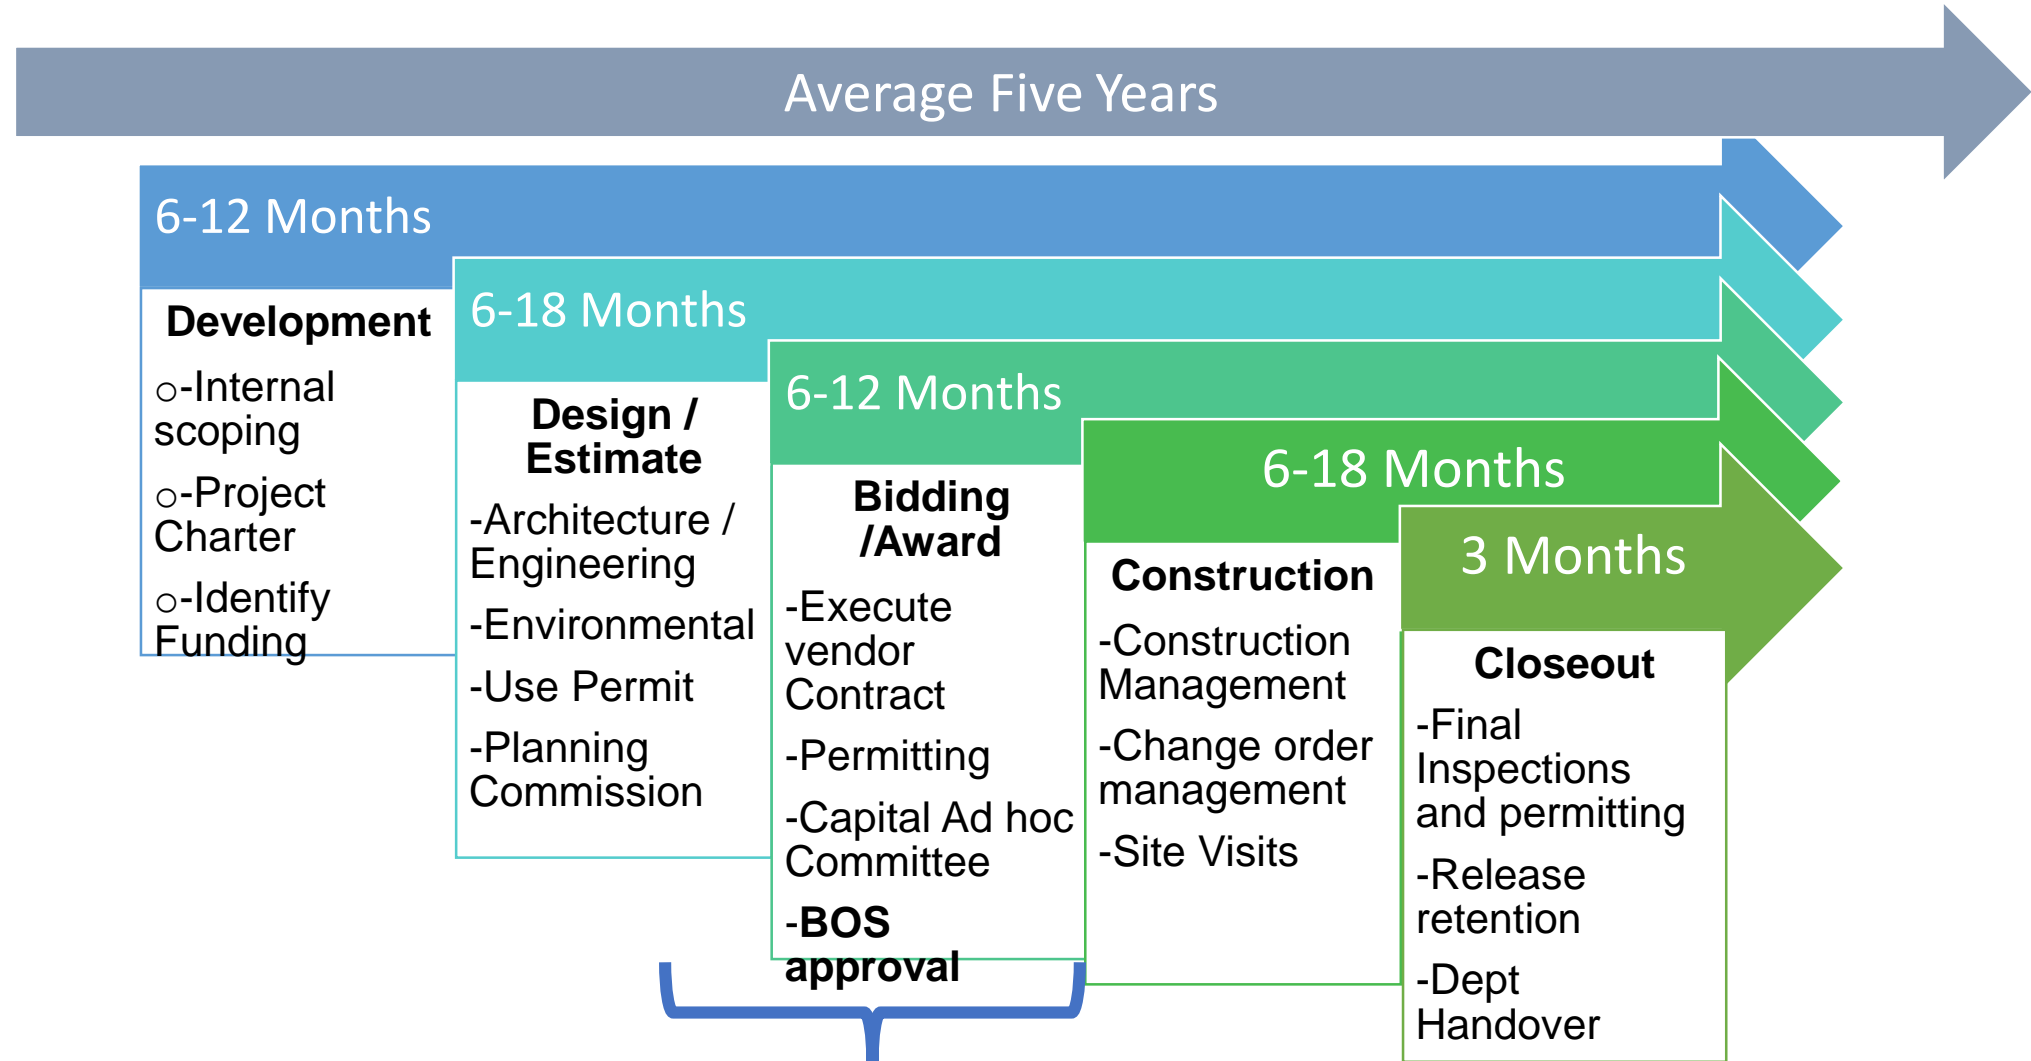 Average Five Years
6-12 Months
Development
o-Internal
scoping
o-Project
Charter
o-Identify
Funding
6-18 Months
Design /
Estimate
-Architecture /
Engineering
-Environmental
-Use Permit
-Planning
Commission
6-12 Months
Bidding
/Award
-Execute
vendor
Contract
-Permitting
-Capital Ad hoc
Committee
-BOS
approval
6-18 Months
Construction
-Construction
Management
-Change order
management
-Site Visits
3 Months
Closeout
-Final
Inspections
and permitting
-Release
retention
-Dept
Handover